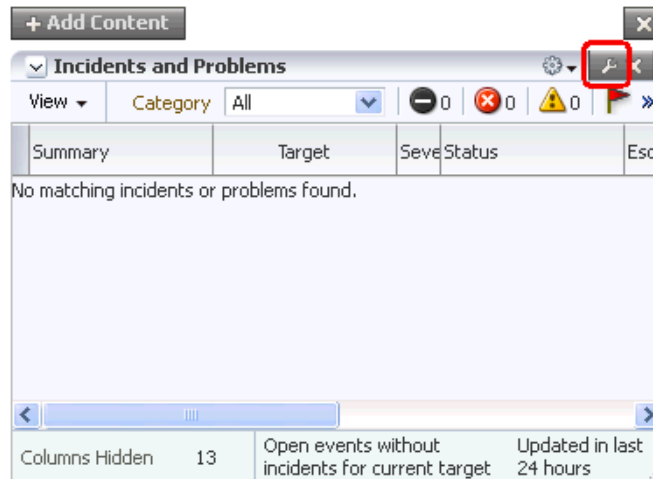 + Add Content
Incidents and Problems
View Category All 0 0 0
Summary Target Seve Status Esc
No matching incidents or problems found.
Columns Hidden 13
Open events without
incidents for current target
Updated in last
24 hours